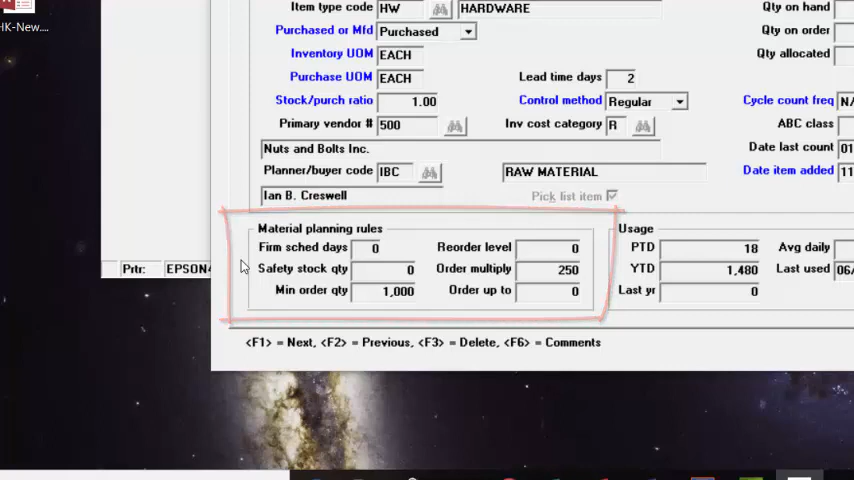 HK-New....
Item type code HW HARDWARE Qty on hand
Purchased or Mfd Purchased Qty on order
Inventory UOM EACH Qty allocated
Purchase UOM EACH Lead time days 2
Stock/purch ratio 1.00 Control method Regular Cycle count freq N/
Primary vendor # 500 Inv cost category R ABC class
Nuts and Bolts Inc. Date last count 01
Planner/buyer code IBC RAW MATERIAL Date item added 11
Ian B. Creswell Pick list item
Material planning rules Usage
Firm sched days 0 Reorder level 0 PTD 18 Avg daily
Prtr: EPSON4 Safety stock qty 0 Order multiply 250 YTD 1,480 Last used 06/
Min order qty 1,000 Order up to 0 Last yr 0
<F1> = Next, <F2> = Previous, <F3> = Delete, <F6> = Comments